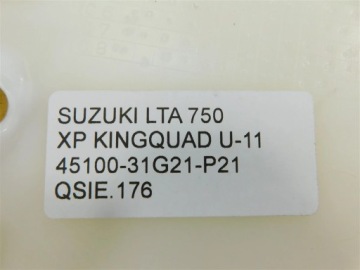 SUZUKI LTA 750
XP KINGQUAD U-11
45100-31G21-P21
QSIE.176